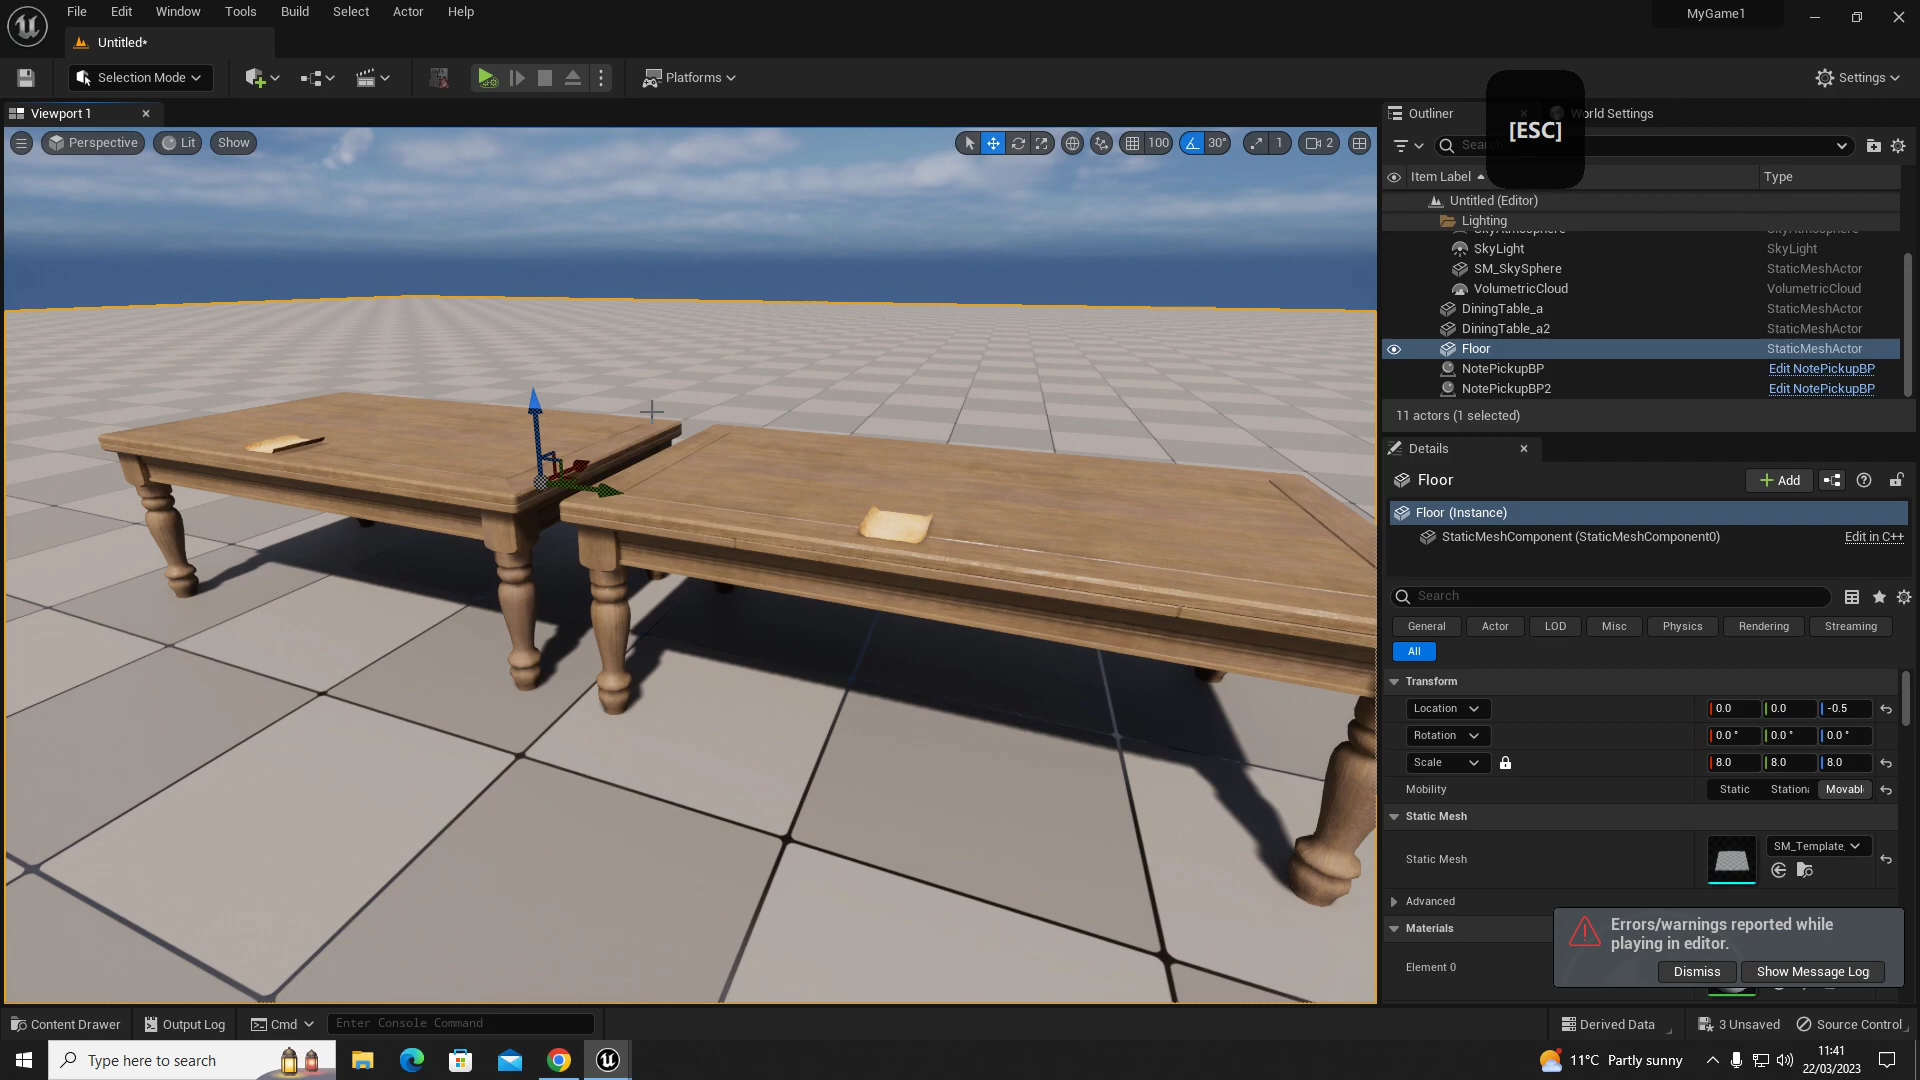 File Edit Window Tools Build Select Actor Help
MyGame1
Untitled*
Selection Mode
Platforms
Settings
Viewport 1
Outliner
World Settings
[ESC]
Perspective
Lit
Show
100
30°
1
2
Search...
Item Label
Type
Untitled (Editor)
Lighting
SkyAtmosphere SkyAtmosphere
SkyLight SkyLight
SM_SkySphere StaticMeshActor
VolumetricCloud VolumetricCloud
DiningTable_a StaticMeshActor
DiningTable_a2 StaticMeshActor
Floor StaticMeshActor
NotePickupBP Edit NotePickupBP
NotePickupBP2 Edit NotePickupBP
11 actors (1 selected)
Details
Floor
Add
Floor (Instance)
StaticMeshComponent (StaticMeshComponent0) Edit in C++
Search
General Actor LOD Misc Physics Rendering Streaming
All
Transform
Location 0.0 0.0 -0.5
Rotation 0.0 ° 0.0 ° 0.0 °
Scale 8.0 8.0 8.0
Mobility Static Station Movabl
Static Mesh
Static Mesh SM_Template_
Advanced
Materials
Element 0
Errors/warnings reported while
playing in editor.
Dismiss Show Message Log
Content Drawer Output Log Cmd Enter Console Command Derived Data 3 Unsaved Source Control
Type here to search
11°C Partly sunny
11:41
22/03/2023